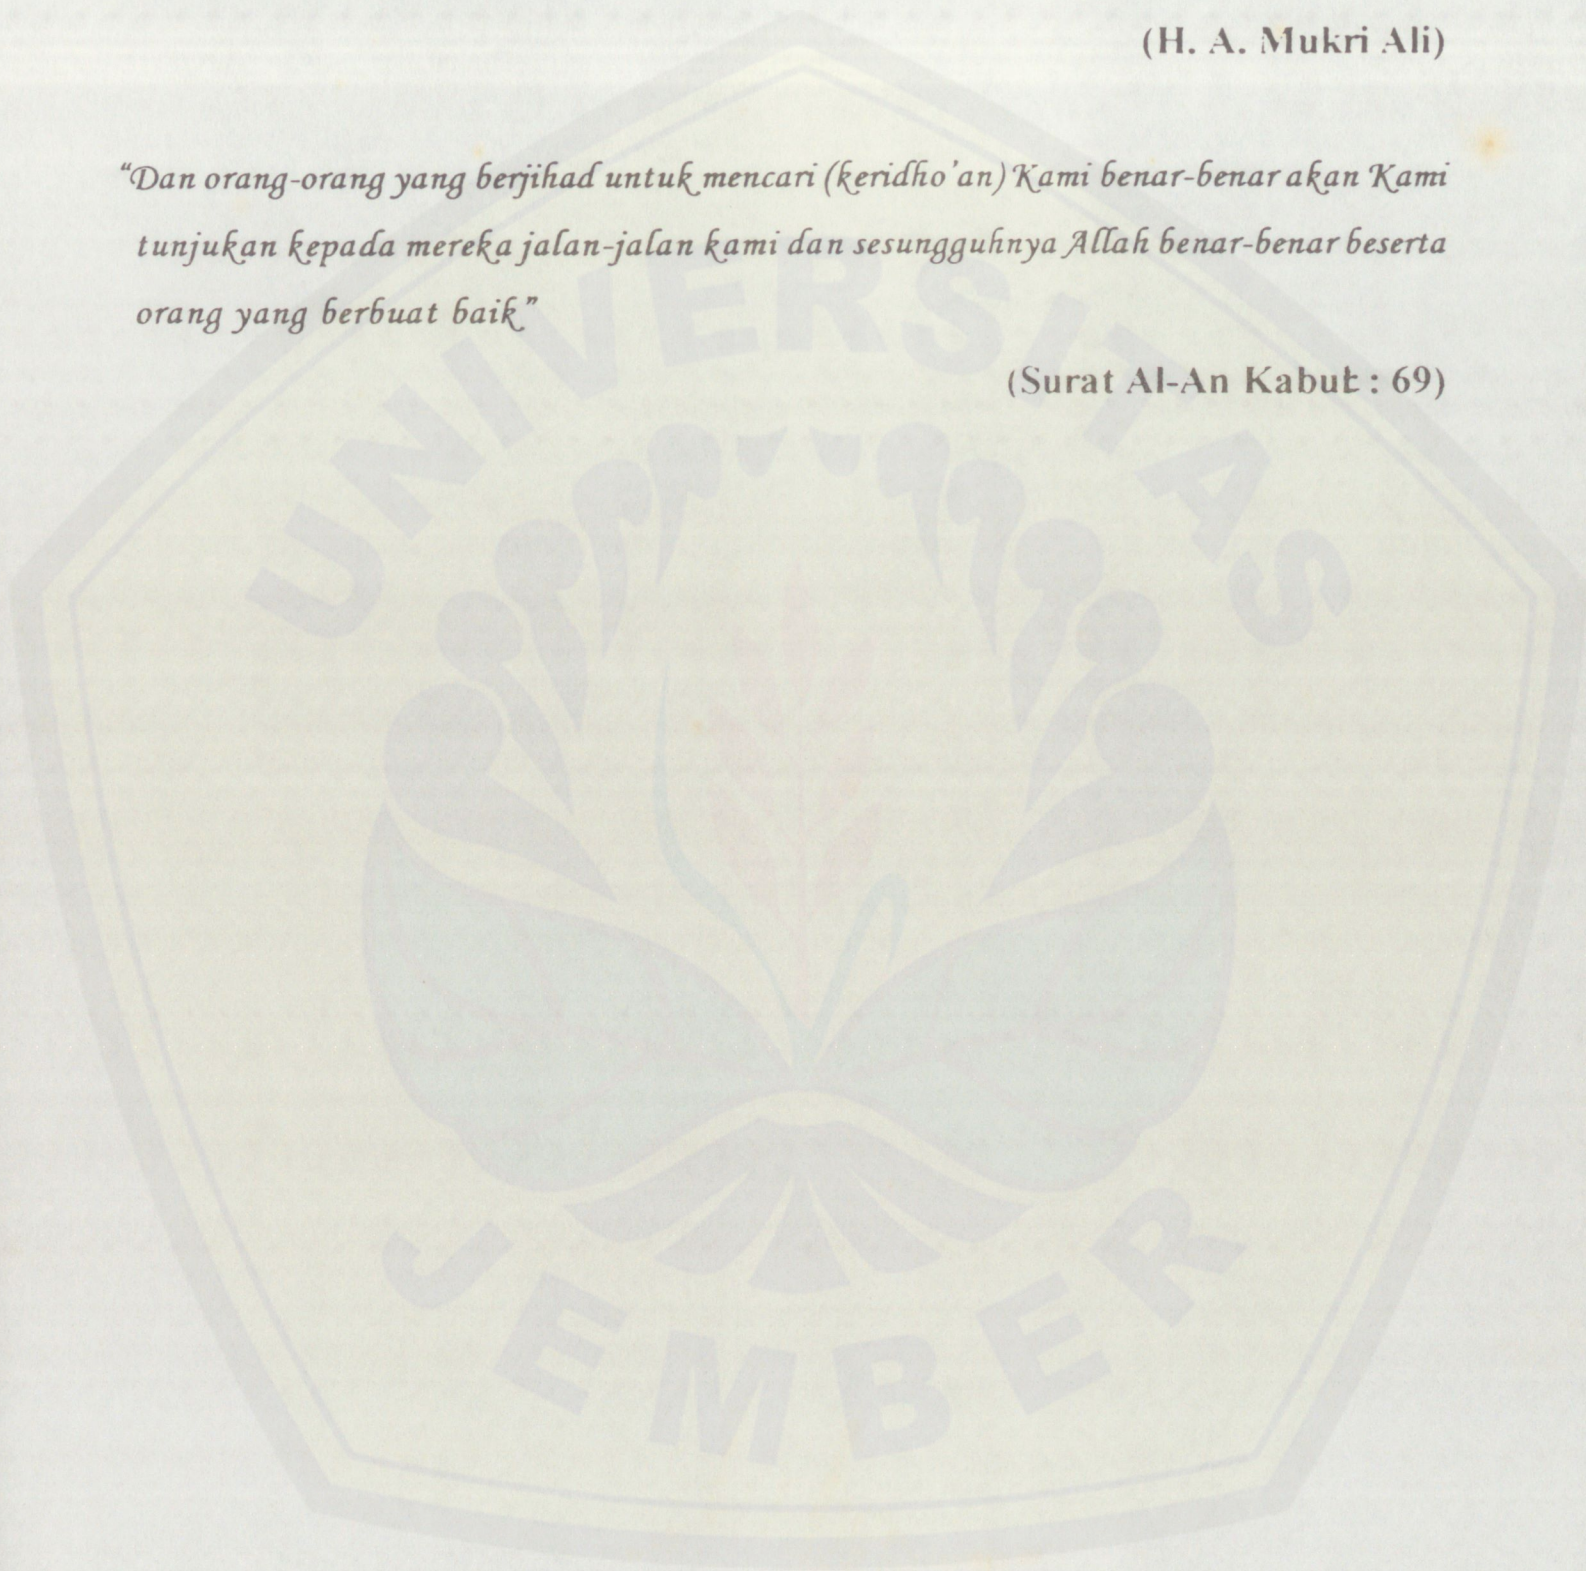 (H. A. Mukri Ali)
"Dan orang-orang yang berjihad untuk mencari (keridho'an) Kami benar-benar akan Kami
tunjukan kepada mereka jalan-jalan kami dan sesungguhnya Allah benar-benar beserta
orang yang berbuat baik"
(Surat Al-An Kabut : 69)
UNIVERSITAS
JEMBER